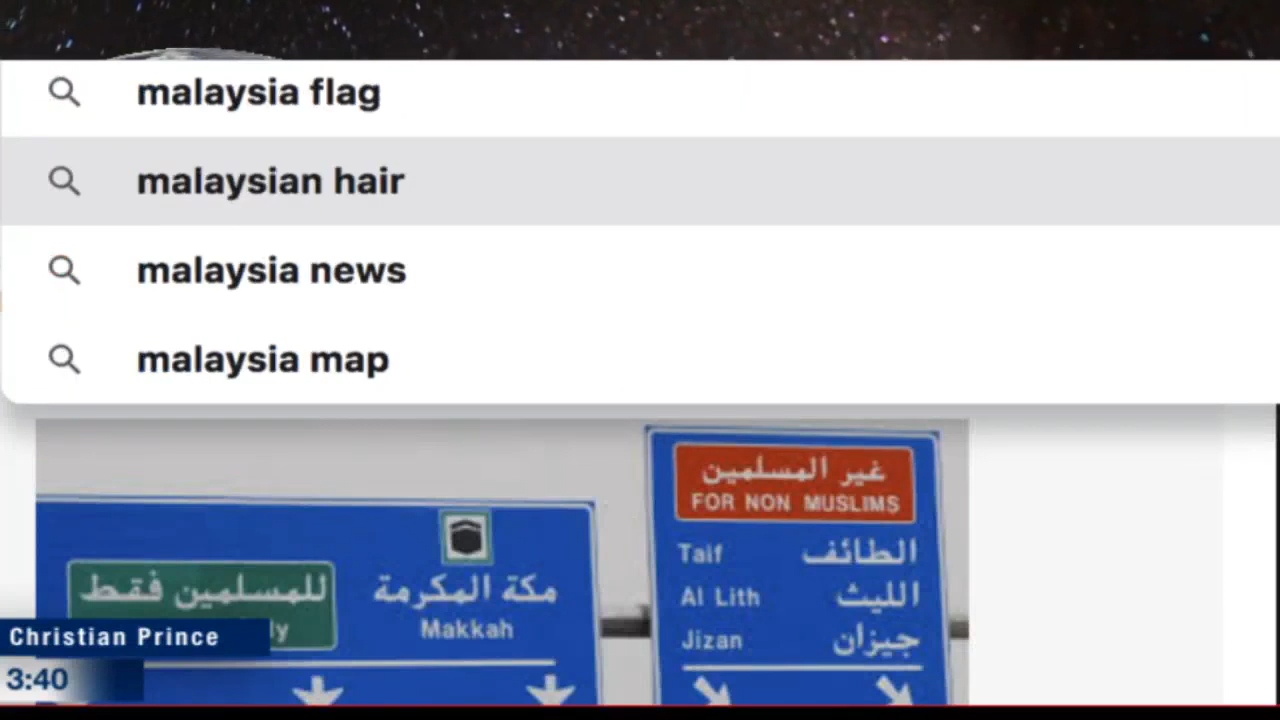 malaysia flag
malaysian hair
malaysia news
malaysia map
غير المسلمين
FOR NON MUSLIMS
Taif الطائف
Al Lith الليث
Jizan جيزان
للمسلمين فقط
مكة المكرمة
Makkah
Christian Prince
3:40